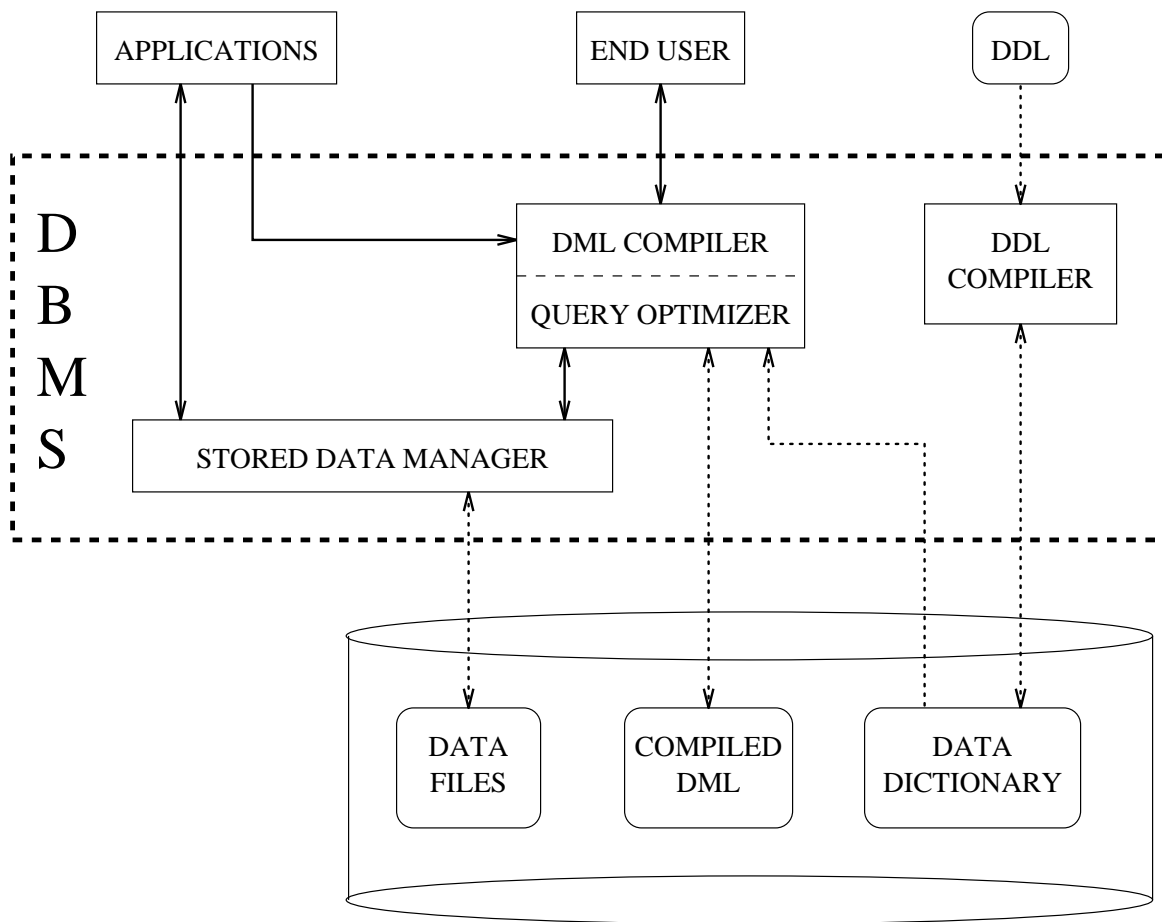 APPLICATIONS
END USER
DDL
D
B
M
S
DML COMPILER
QUERY OPTIMIZER
DDL
COMPILER
STORED DATA MANAGER
DATA
FILES
COMPILED
DML
DATA
DICTIONARY